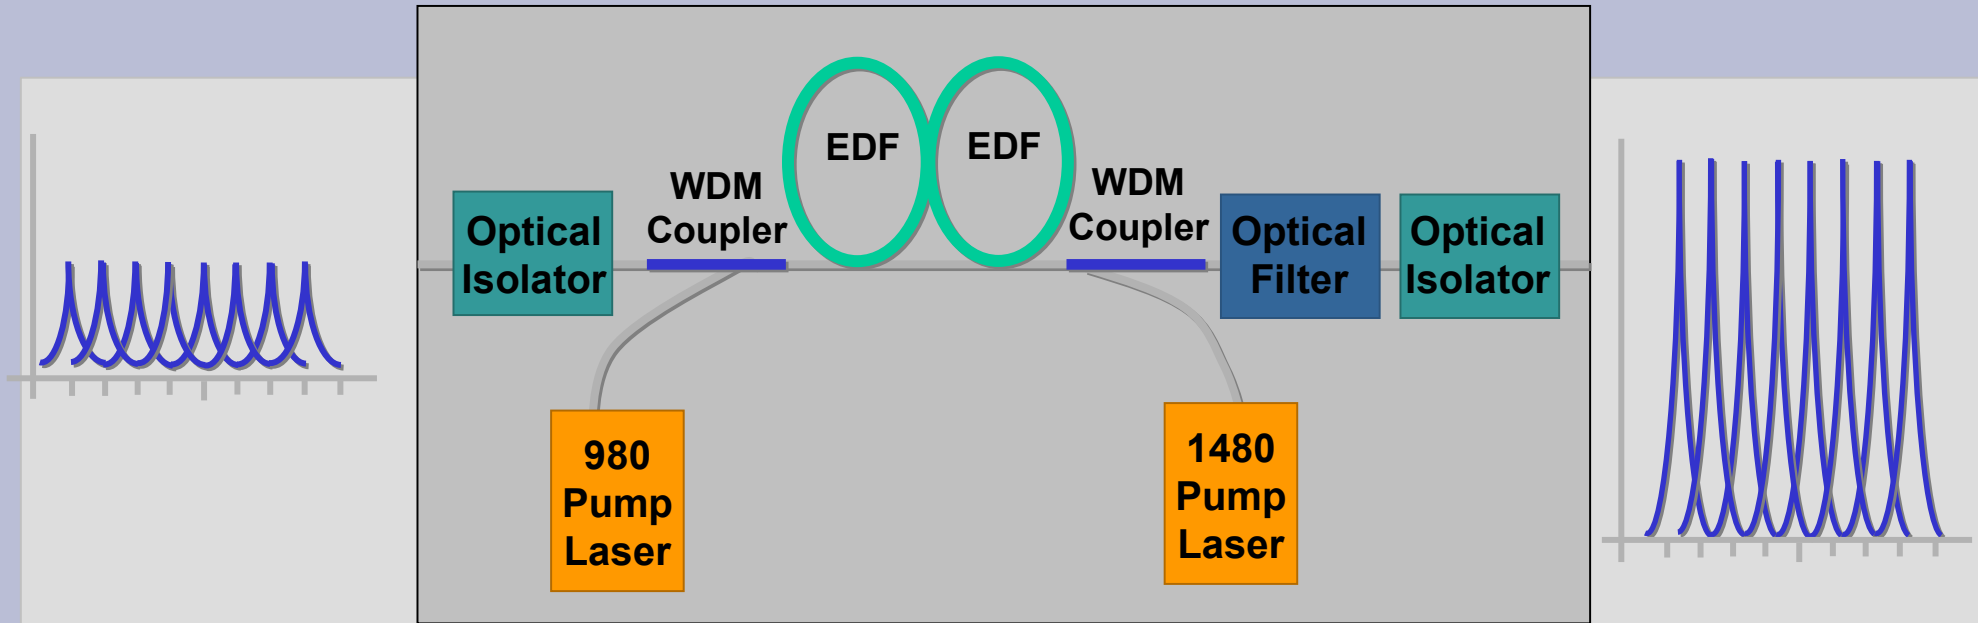 EDF
EDF
WDM
Coupler
WDM
Coupler
Optical
Isolator
Optical
Filter
Optical
Isolator
980
Pump
Laser
1480
Pump
Laser